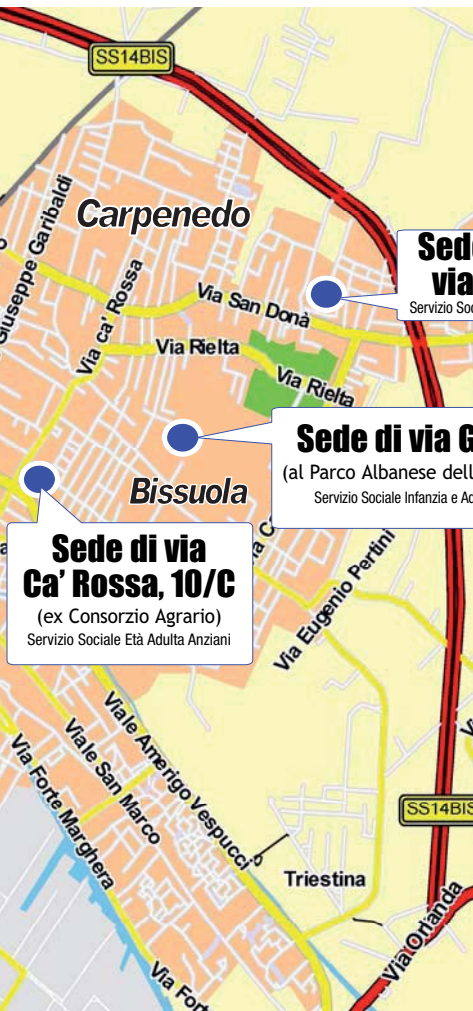 SS14BIS
Giuseppe Garibaldi
Carpenedo
Via ca' Rossa
Via San Donà
Via Rielta
Via Rielta
Sede
via
Servizio Soc
Sede di via G
(al Parco Albanese dell
Servizio Sociale Infanzia e Ad
Bissuola
Sede di via
Ca' Rossa, 10/C
(ex Consorzio Agrario)
Servizio Sociale Età Adulta Anziani
Via Eugenio Pertini
Viale Amerigo Vespucci
Viale San Marco
Via Forte Marghera
SS14BIS
Triestina
Via Orlanda
Via Fort